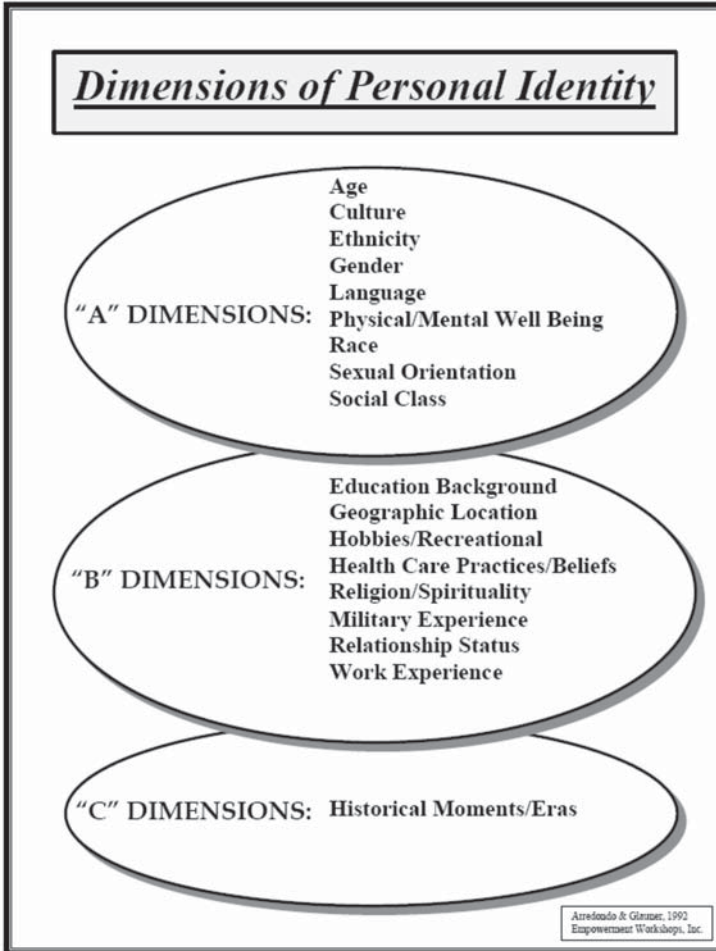 Dimensions of Personal Identity
Age
Culture
Ethnicity
Gender
Language
"A" DIMENSIONS:
Physical/Mental Well Being
Race
Sexual Orientation
Social Class
Education Background
Geographic Location
Hobbies/Recreational
Health Care Practices/Beliefs
"B" DIMENSIONS:
Religion/Spirituality
Military Experience
Relationship Status
Work Experience
"C" DIMENSIONS: Historical Moments/Eras
Arredondo & Glauner, 1992
Empowerment Workshops, Inc.